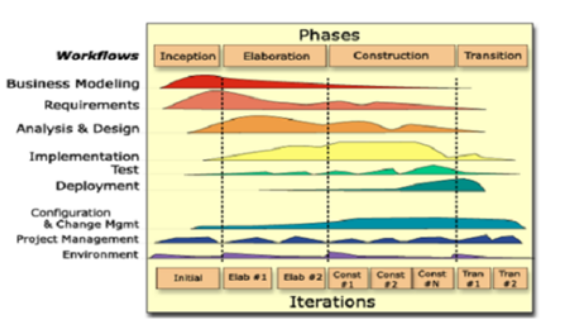 Phases
Workflows
Inception
Elaboration
Construction
Transition
Business Modeling
Requirements
Analysis & Design
Implementation
Test
Deployment
Configuration
& Change Mgmt
Project Management
Environment
Initial
Elab #1
Elab #2
Const
#1
Const
#2
Const
#N
Tran
#1
Tran
#2
Iterations